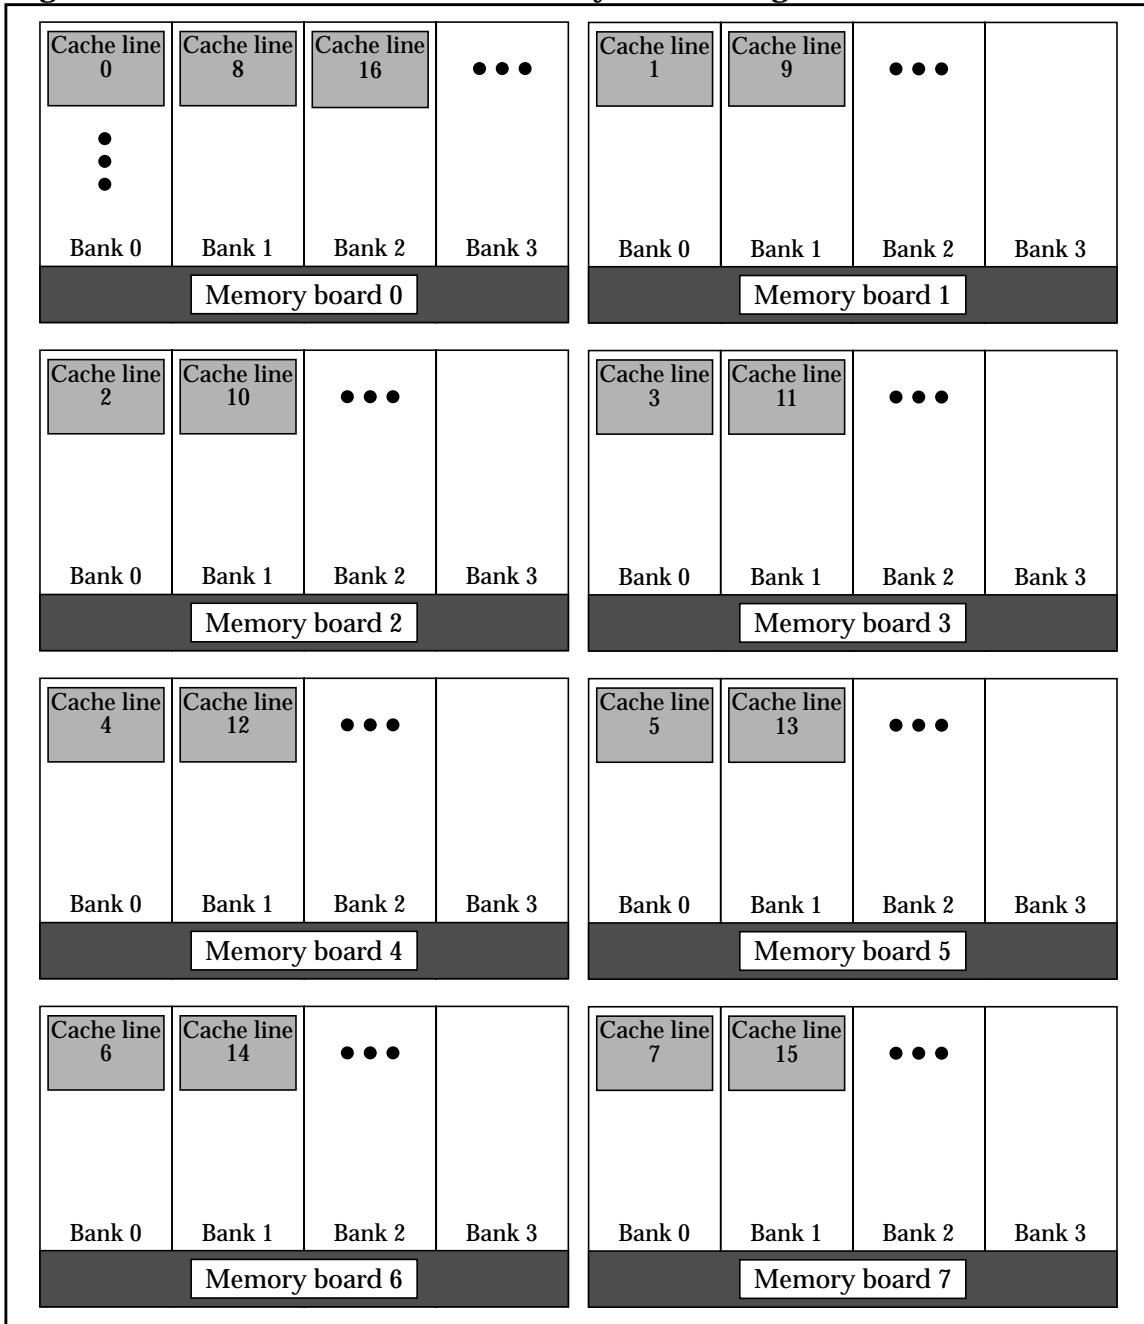 Cache line 0
Cache line 8
Cache line 16
Bank 0 Bank 1 Bank 2 Bank 3
Memory board 0
Cache line 1
Cache line 9
Bank 0 Bank 1 Bank 2 Bank 3
Memory board 1
Cache line 2
Cache line 10
Bank 0 Bank 1 Bank 2 Bank 3
Memory board 2
Cache line 3
Cache line 11
Bank 0 Bank 1 Bank 2 Bank 3
Memory board 3
Cache line 4
Cache line 12
Bank 0 Bank 1 Bank 2 Bank 3
Memory board 4
Cache line 5
Cache line 13
Bank 0 Bank 1 Bank 2 Bank 3
Memory board 5
Cache line 6
Cache line 14
Bank 0 Bank 1 Bank 2 Bank 3
Memory board 6
Cache line 7
Cache line 15
Bank 0 Bank 1 Bank 2 Bank 3
Memory board 7